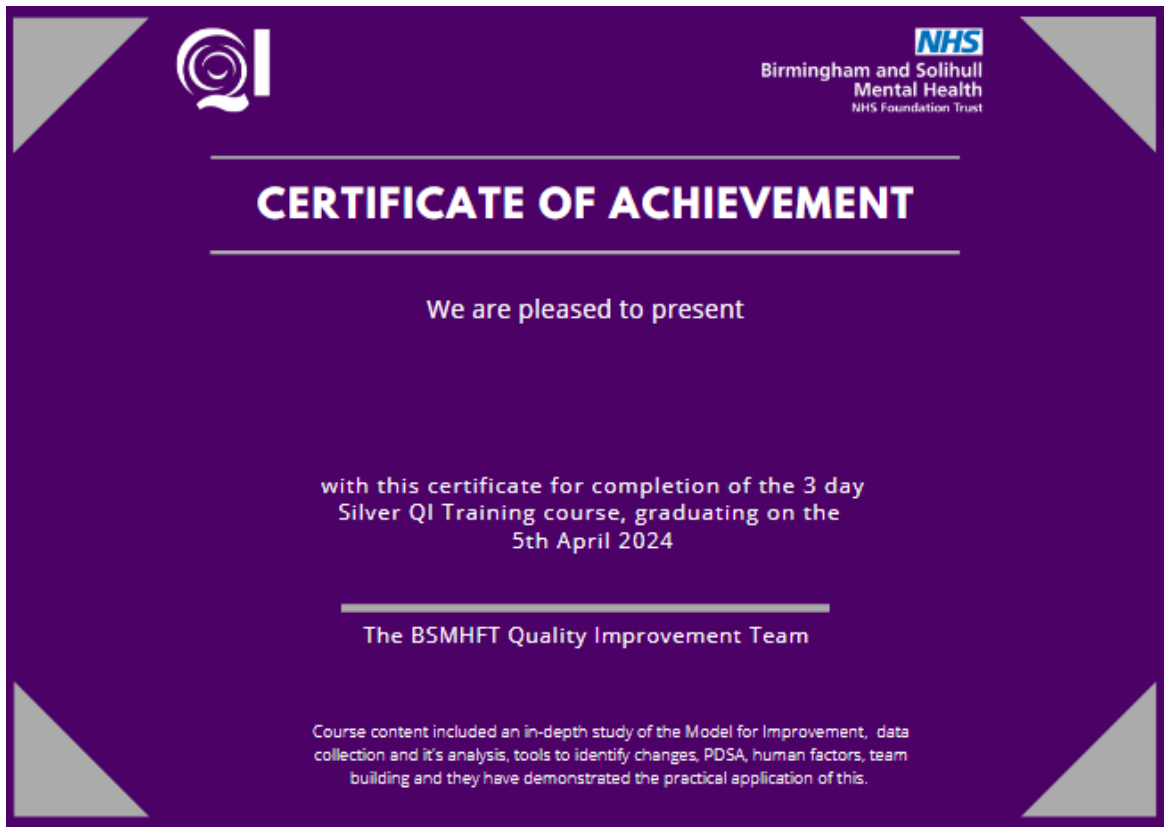 QI
NHS
Birmingham and Solihull
Mental Health
NHS Foundation Trust
CERTIFICATE OF ACHIEVEMENT
We are pleased to present
with this certificate for completion of the 3 day
Silver QI Training course, graduating on the
5th April 2024
The BSMHFT Quality Improvement Team
Course content included an in-depth study of the Model for Improvement, data
collection and it's analysis, tools to identify changes, PDSA, human factors, team
building and they have demonstrated the practical application of this.